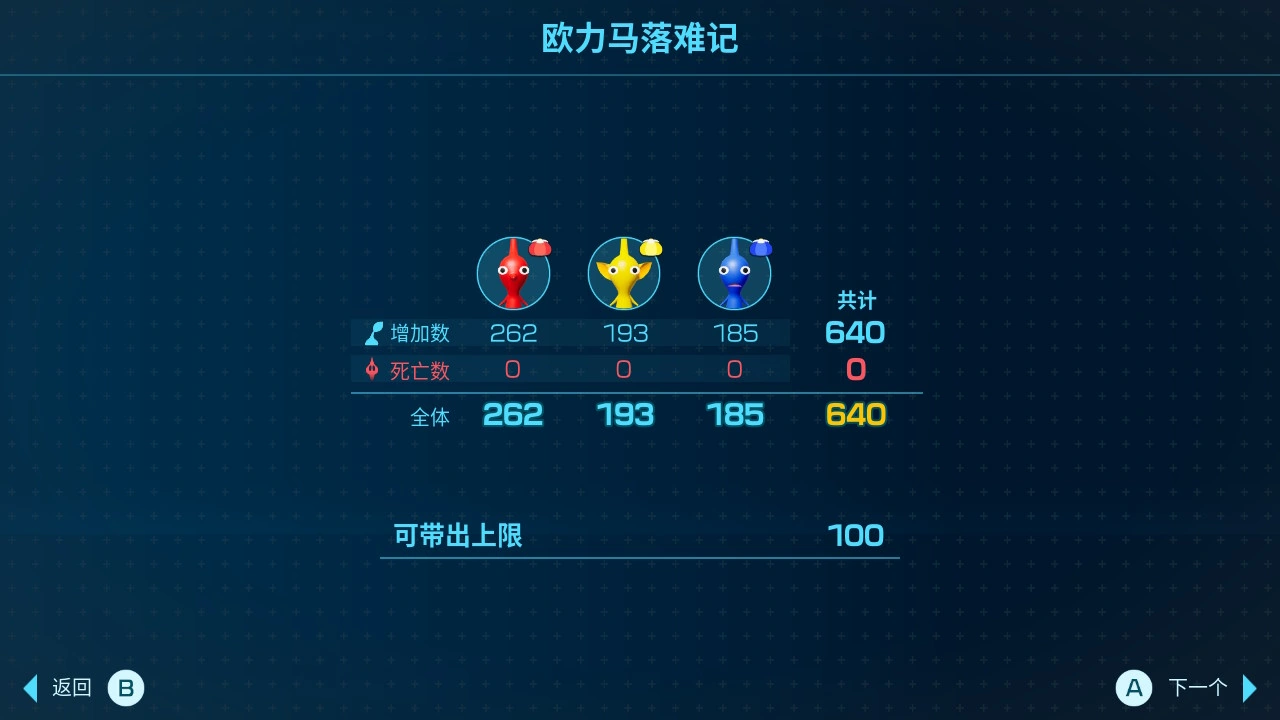 欧力马落难记
共计
增加数 262 193 185 640
死亡数 0 0 0 0
全体 262 193 185 640
可带出上限 100
返回 B A 下一个